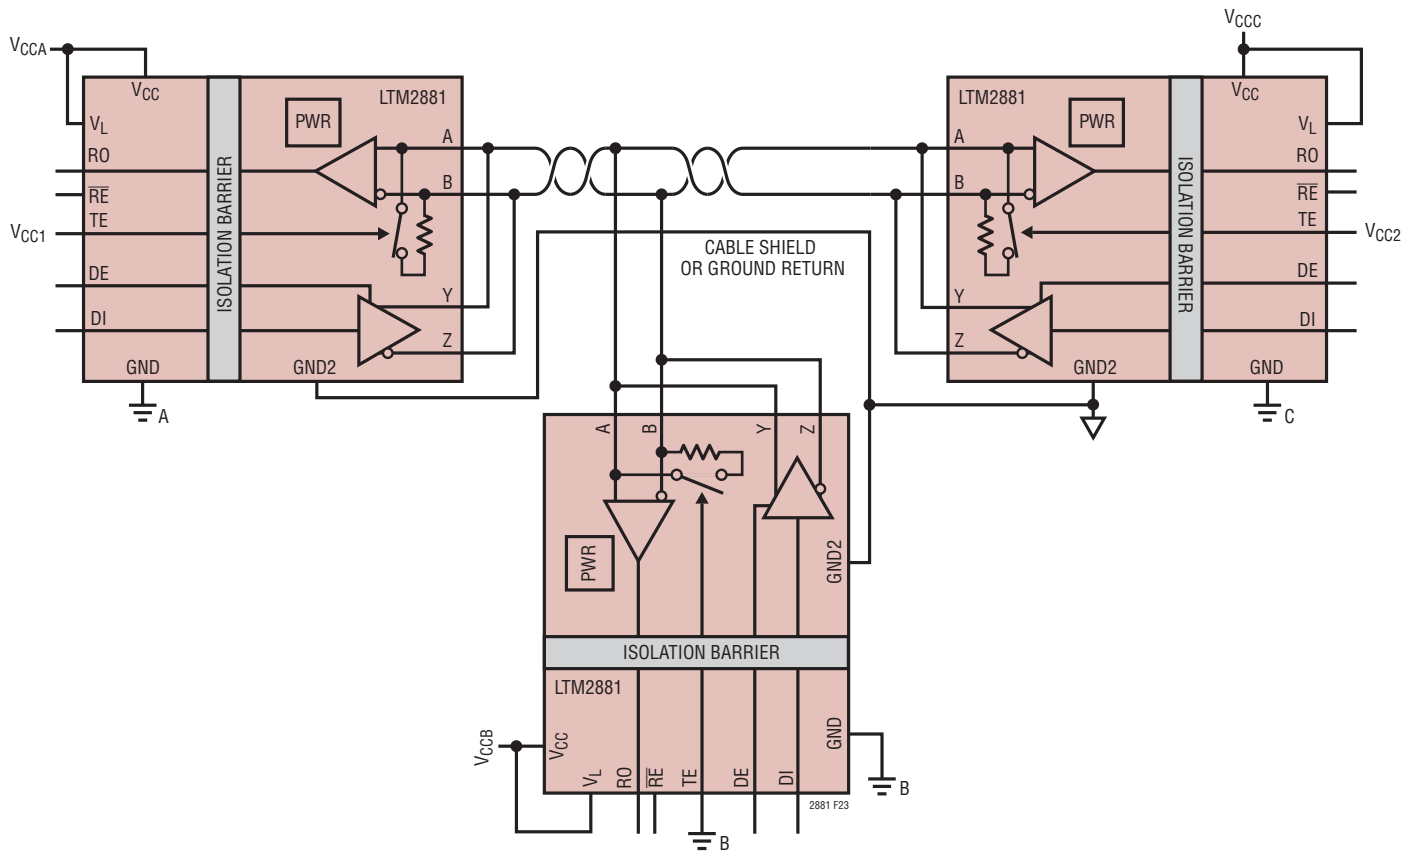 VCCA
VCC
VL
RO
RE
TE
VCC1
DE
DI
GND
A
ISOLATION BARRIER
PWR
LTM2881
A
B
Y
Z
GND2
CABLE SHIELD
OR GROUND RETURN
VCCC
LTM2881
PWR
A
B
Y
Z
GND2
ISOLATION BARRIER
VCC
VL
RO
RE
TE
VCC2
DE
DI
GND
C
A
B
Y
Z
PWR
GND2
ISOLATION BARRIER
LTM2881
VCCB
VCC
VL
RO
RE
TE
DE
DI
GND
B
B
2881 F23